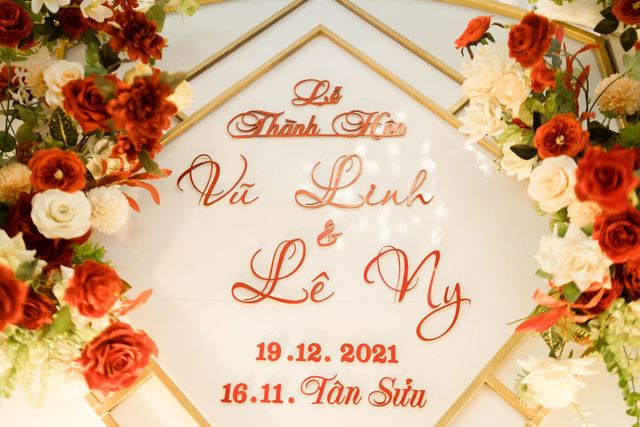 Lễ
Thành Hôn
Vũ Linh
&
Lê Ny
19.12.2021
16.11. Tân Sửu